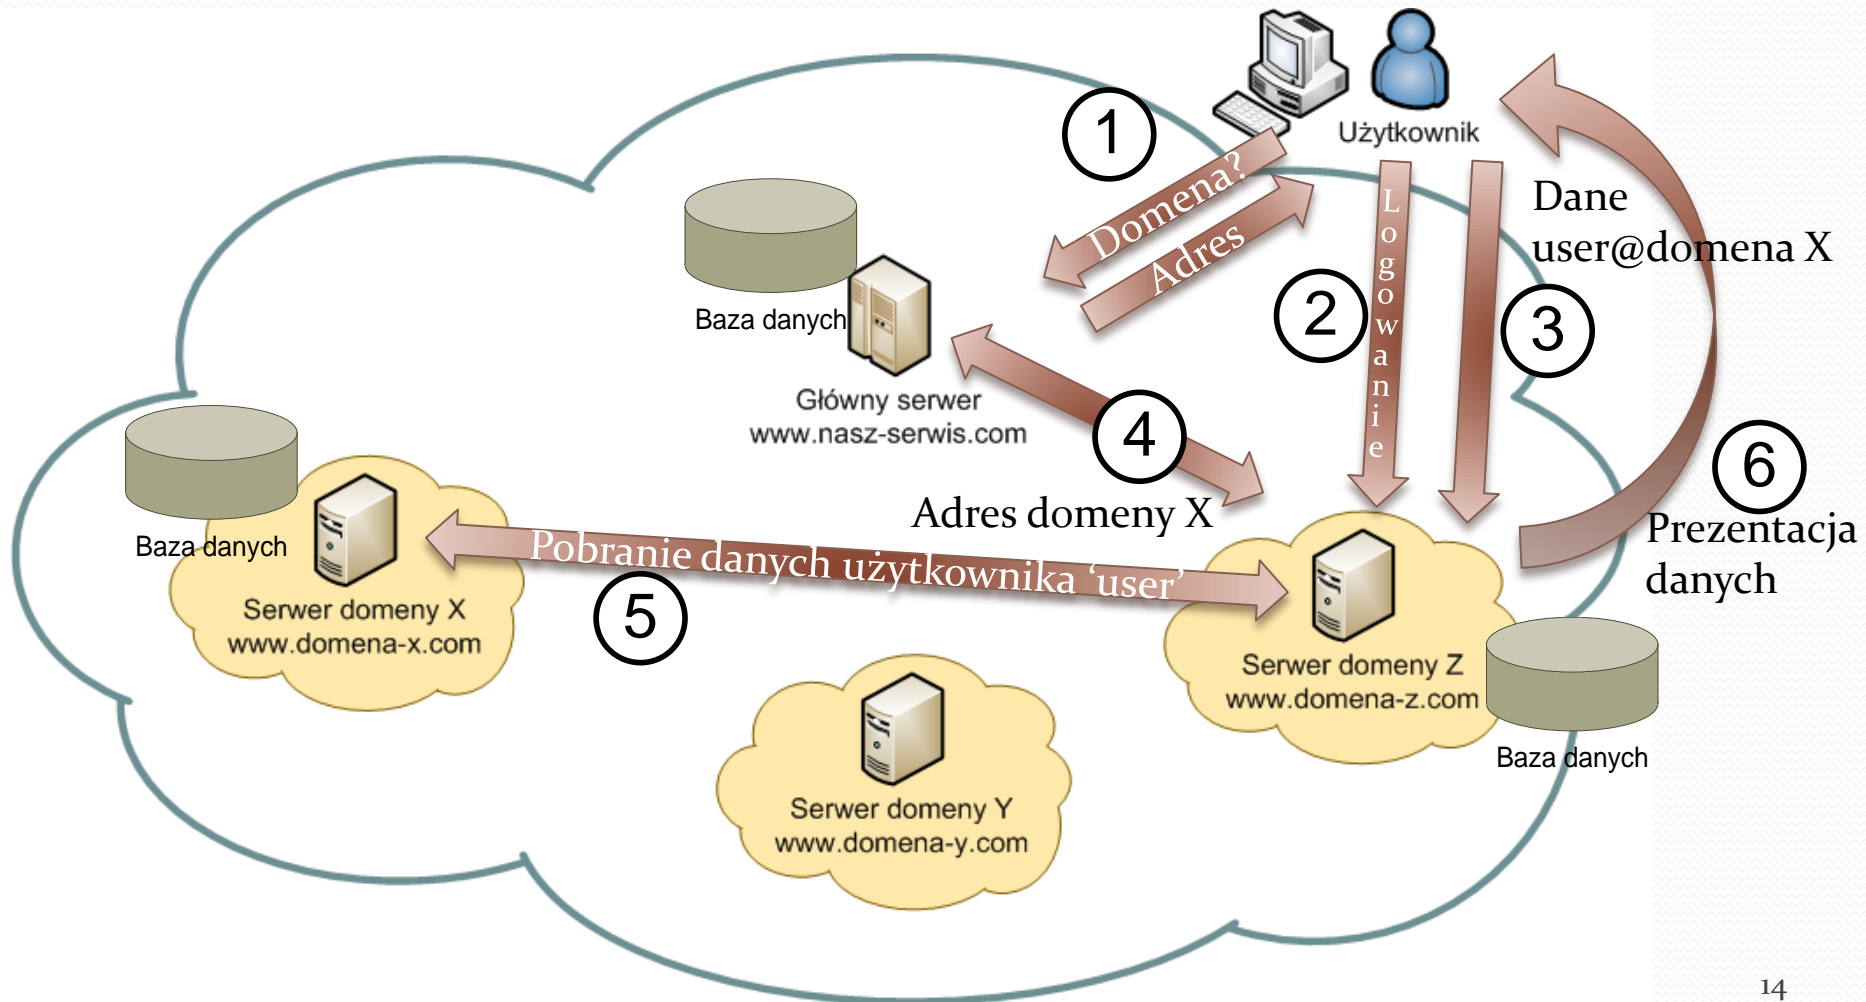 Użytkownik
1
Domena?
Adres
Logowanie
2
3
Dane
user@domena X
Baza danych
Główny serwer
www.nasz-serwis.com
4
Adres domeny X
6
Prezentacja
danych
Baza danych
Serwer domeny X
www.domena-x.com
Pobranie danych użytkownika ‘user’
5
Serwer domeny Z
www.domena-z.com
Baza danych
Serwer domeny Y
www.domena-y.com
14